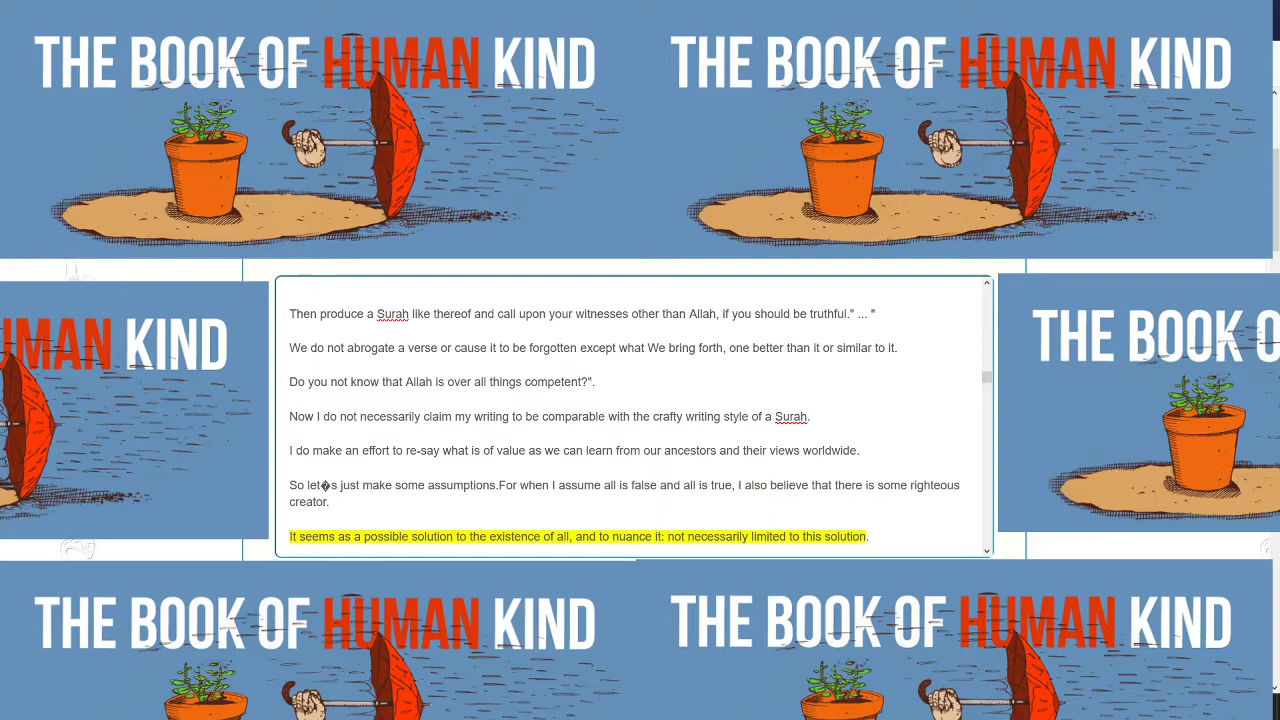 THE BOOK OF HUMAN KIND
THE BOOK OF HUMAN KIND
Then produce a Surah like thereof and call upon your witnesses other than Allah, if you should be truthful." ... "
We do not abrogate a verse or cause it to be forgotten except what We bring forth, one better than it or similar to it.
UMAN KIND
THE BOOK O
Do you not know that Allah is over all things competent?".
Now I do not necessarily claim my writing to be comparable with the crafty writing style of a Surah.
I do make an effort to re-say what is of value as we can learn from our ancestors and their views worldwide.
So let�s just make some assumptions.For when I assume all is false and all is true, I also believe that there is some righteous
creator.
It seems as a possible solution to the existence of all, and to nuance it: not necessarily limited to this solution.
THE BOOK OF HUMAN KIND
THE BOOK OF HUMAN KIND